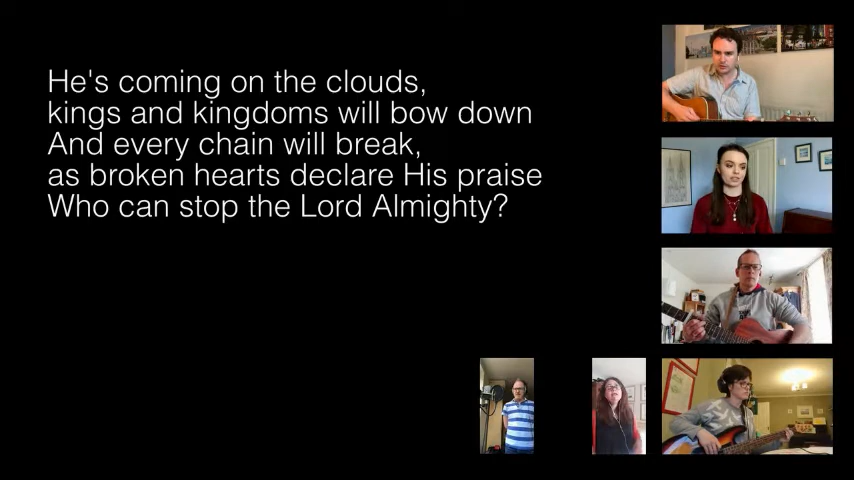 He's coming on the clouds,
kings and kingdoms will bow down
And every chain will break,
as broken hearts declare His praise
Who can stop the Lord Almighty?